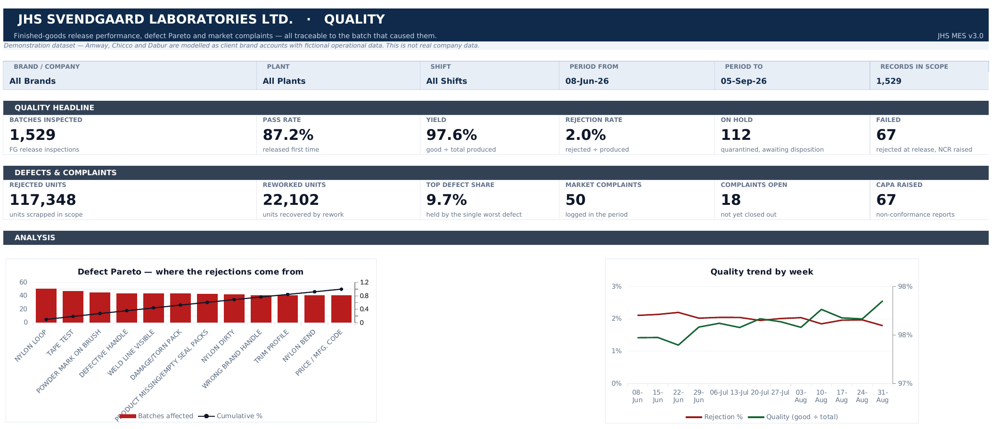 JHS SVENDGAARD LABORATORIES LTD. · QUALITY
Finished-goods release performance, defect Pareto and market complaints — all traceable to the batch that caused them.
JHS MES v3.0
Demonstration dataset — Amway, Chicco and Dabur are modelled as client brand accounts with fictional operational data. This is not real company data.
BRAND / COMPANY PLANT SHIFT PERIOD FROM PERIOD TO RECORDS IN SCOPE
All Brands All Plants All Shifts 08-Jun-26 05-Sep-26 1,529
QUALITY HEADLINE
BATCHES INSPECTED PASS RATE YIELD REJECTION RATE ON HOLD FAILED
1,529 87.2% 97.6% 2.0% 112 67
FG release inspections released first time good ÷ total produced rejected ÷ produced quarantined, awaiting disposition rejected at release, NCR raised
DEFECTS & COMPLAINTS
REJECTED UNITS REWORKED UNITS TOP DEFECT SHARE MARKET COMPLAINTS COMPLAINTS OPEN CAPA RAISED
117,348 22,102 9.7% 50 18 67
units scrapped in scope units recovered by rework held by the single worst defect logged in the period not yet closed out non-conformance reports
ANALYSIS
Defect Pareto — where the rejections come from
60
40
20
0
1.2
0.8
0.4
0
NYLON LOOP
TAPE TEST
POWDER MARK ON BRUSH
DEFECTIVE HANDLE
WELD LINE VISIBLE
DAMAGE/TORN PACK
PRODUCT MISSING/EMPTY SEAL PACKS
NYLON DIRTY
WRONG BRAND HANDLE
TRIM PROFILE
NYLON BEND
PRICE / MFG. CODE
Batches affected Cumulative %
Quality trend by week
3%
2%
1%
0%
98%
98%
97%
08-Jun 15-Jun 22-Jun 29-Jun 06-Jul 13-Jul 20-Jul 27-Jul 03-Aug 10-Aug 17-Aug 24-Aug 31-Aug
Rejection % Quality (good ÷ total)